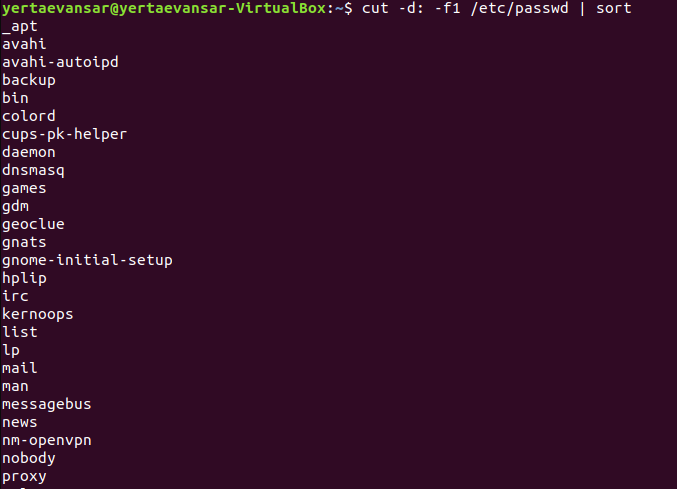 yertaevansar@yertaevansar-VirtualBox:~$ cut -d: -f1 /etc/passwd | sort
_apt
avahi
avahi-autoipd
backup
bin
colord
cups-pk-helper
daemon
dnsmasq
games
gdm
geoclue
gnats
gnome-initial-setup
hplip
irc
kernoops
list
lp
mail
man
messagebus
news
nm-openvpn
nobody
proxy